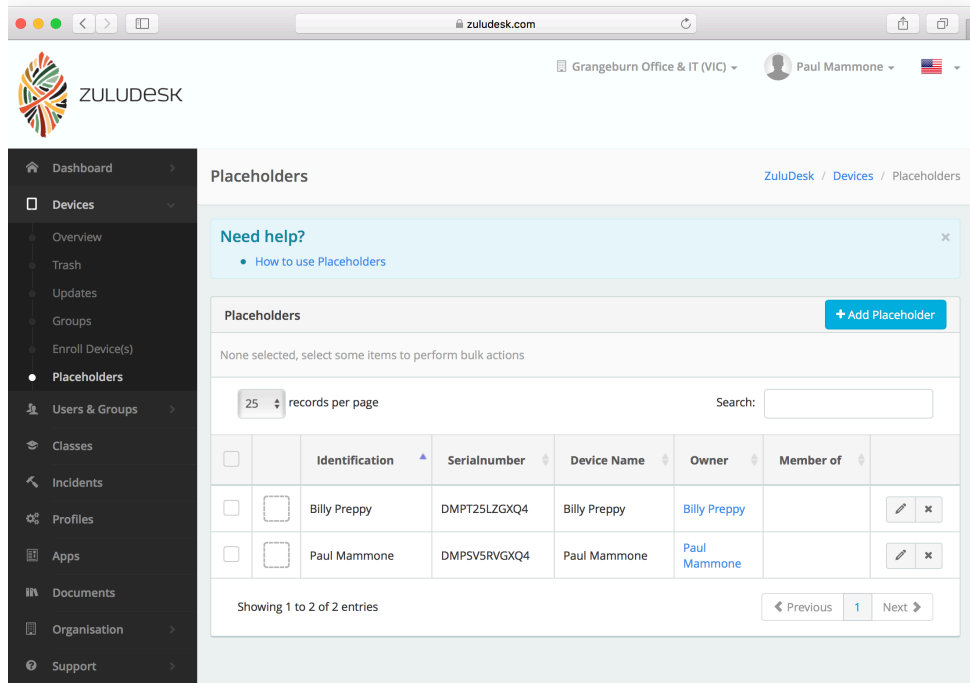 zuludesk.com
Grangeburn Office & IT (VIC)
Paul Mammone
ZULUDESK
Dashboard
Devices
Overview
Trash
Updates
Groups
Enroll Device(s)
Placeholders
Users & Groups
Classes
Incidents
Profiles
Apps
Documents
Organisation
Support
Placeholders
ZuluDesk / Devices / Placeholders
Need help?
How to use Placeholders
Placeholders
+ Add Placeholder
None selected, select some items to perform bulk actions
25 records per page
Search:
Identification Serialnumber Device Name Owner Member of
Billy Preppy DMPT25LZGXQ4 Billy Preppy Billy Preppy
Paul Mammone DMPSV5RVGXQ4 Paul Mammone Paul
Mammone
Showing 1 to 2 of 2 entries
Previous 1 Next